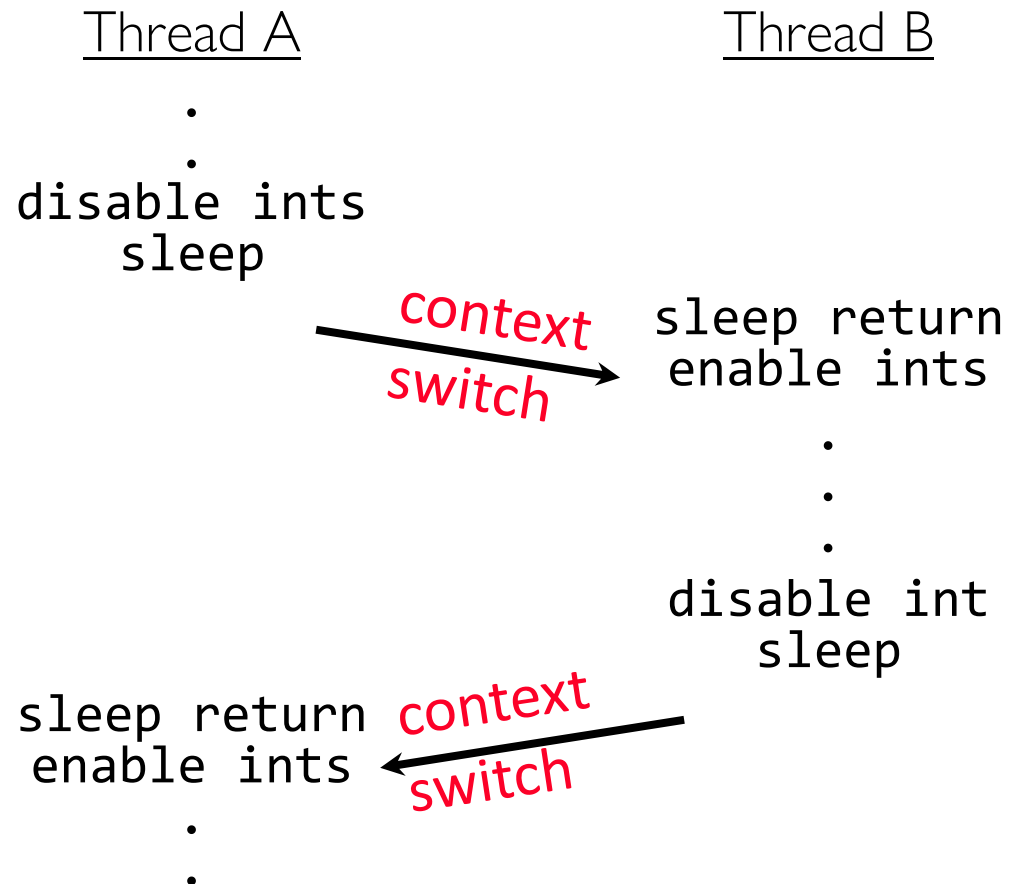 Thread A
Thread B
.
.
disable ints
sleep
context
switch
sleep return
enable ints
.
.
.
disable int
sleep
context
switch
sleep return
enable ints
.
.